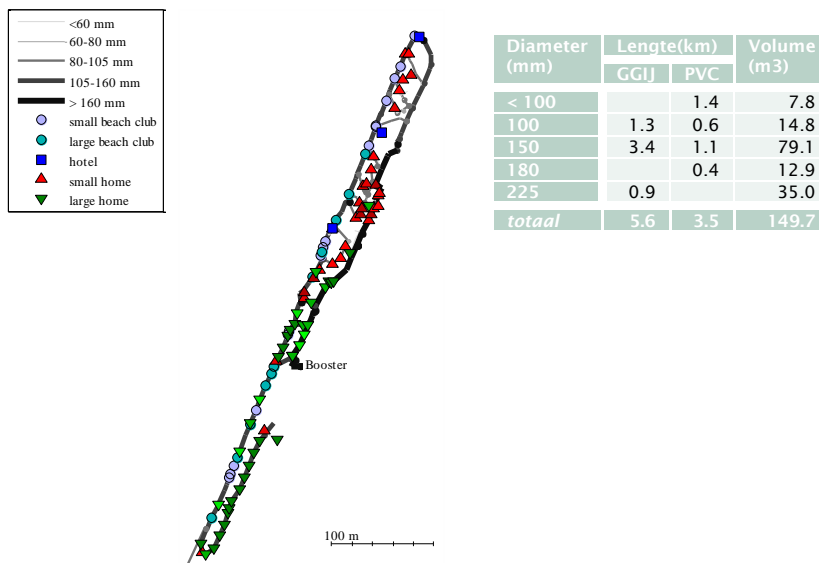 <60 mm
60-80 mm
80-105 mm
105-160 mm
> 160 mm
small beach club
large beach club
hotel
small home
large home
Booster
100 m
Diameter (mm) Lengte(km) Volume (m3)
GGIJ PVC
< 100 1.4 7.8
100 1.3 0.6 14.8
150 3.4 1.1 79.1
180 0.4 12.9
225 0.9 35.0
totaal 5.6 3.5 149.7